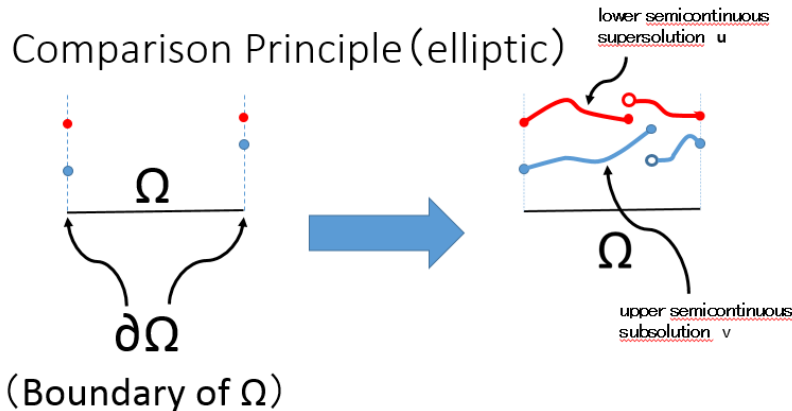 Comparison Principle（elliptic）
lower semicontinuous
supersolution u
Ω
∂Ω
（Boundary of Ω）
Ω
upper semicontinuous
subsolution v